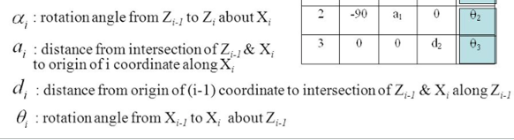 αᵢ : rotation angle from Zᵢ₋₁ to Zᵢ about Xᵢ
aᵢ : distance from intersection of Zᵢ₋₁ & Xᵢ
to origin of i coordinate along Xᵢ
2 -90 a₁ 0 θ₂
3 0 0 d₂ θ₃
dᵢ : distance from origin of (i-1) coordinate to intersection of Zᵢ₋₁ & Xᵢ along Zᵢ₋₁
θᵢ : rotation angle from Xᵢ₋₁ to Xᵢ about Zᵢ₋₁